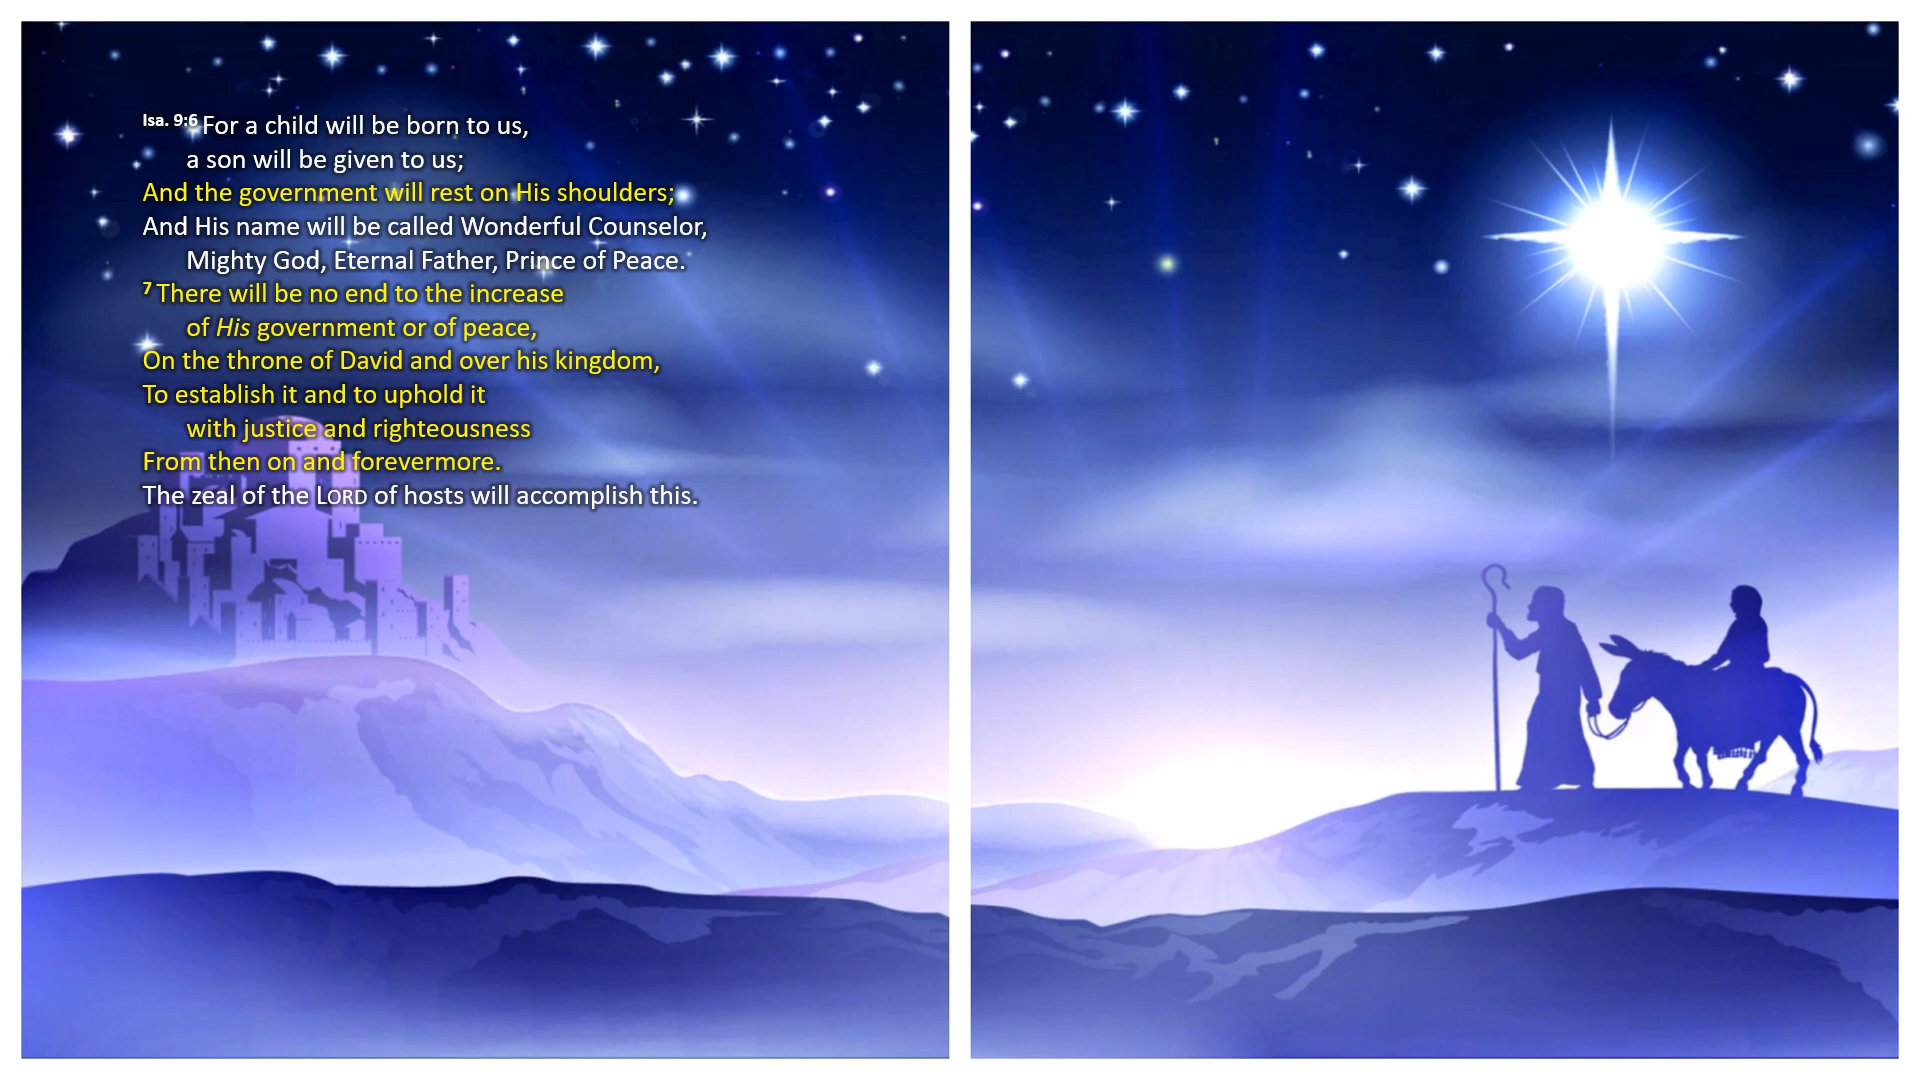 Isa. 9:6 For a child will be born to us,
a son will be given to us;
And the government will rest on His shoulders;
And His name will be called Wonderful Counselor,
Mighty God, Eternal Father, Prince of Peace.
7 There will be no end to the increase
of His government or of peace,
On the throne of David and over his kingdom,
To establish it and to uphold it
with justice and righteousness
From then on and forevermore.
The zeal of the LORD of hosts will accomplish this.